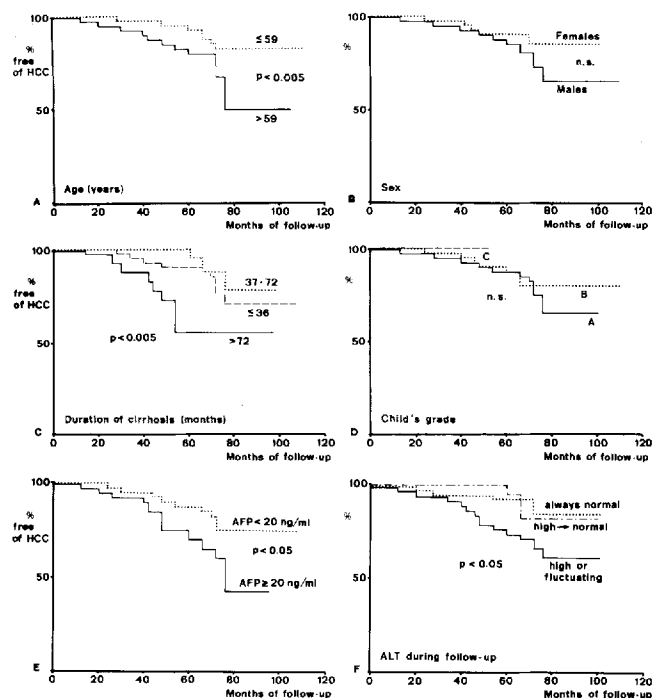 %
free
of HCC
≤59
p<0.005
50
>59
A
Age (years)
0 20 40 60 80 100 120
Months of follow-up
%
Females
n.s.
Males
50
B
Sex
0 20 40 60 80 100 120
Months of follow-up
%
free
of HCC
37-72
≤36
p<0.005
>72
50
C
Duration of cirrhosis (months)
0 20 40 60 80 100 120
Months of follow-up
%
C
n.s.
B
A
50
D
Child's grade
0 20 40 60 80 100 120
Months of follow-up
%
free
of HCC
AFP<20 ng/ml
p<0.05
50
AFP≥20 ng/ml
E
0 20 40 60 80 100 120
Months of follow-up
%
always normal
high→normal
p<0.05
high or
fluctuating
50
F
ALT during follow-up
0 20 40 60 80 100 120
Months of follow-up